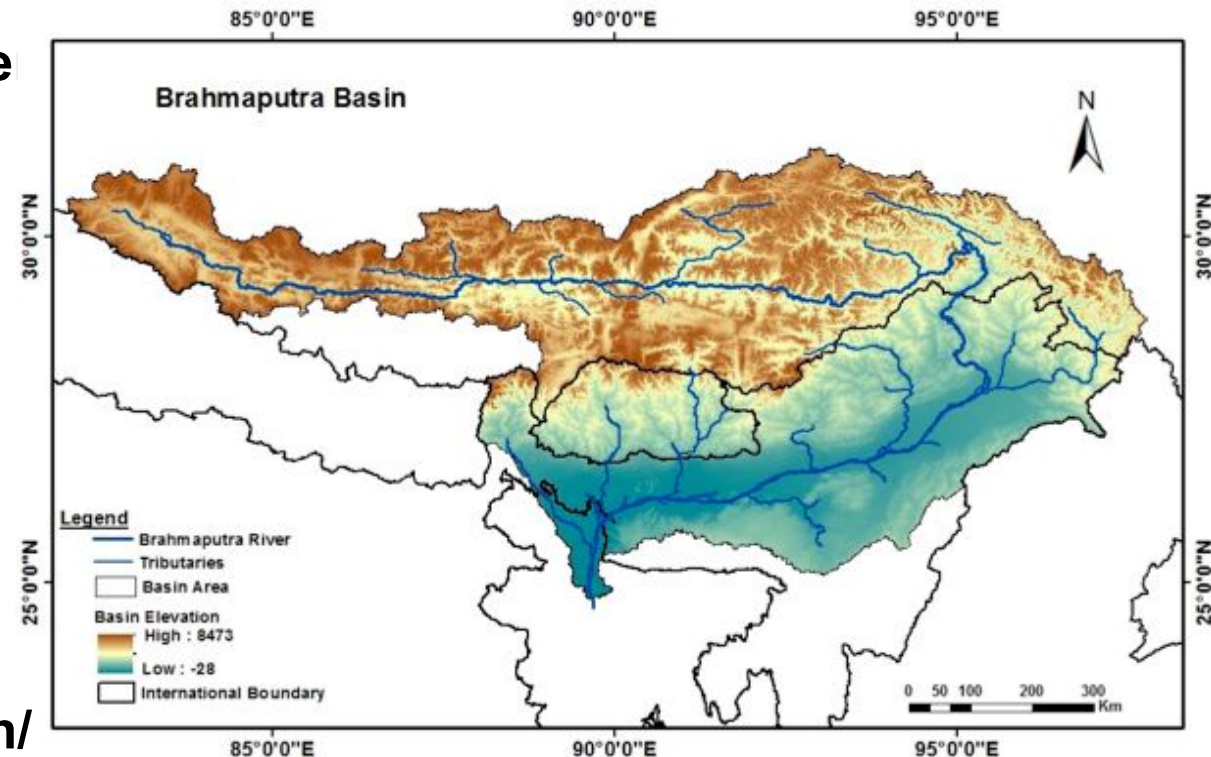 85°0'0"E 90°0'0"E 95°0'0"E
e
Brahmaputra Basin
N
30°0'0"N 30°0'0"N
Legend
Brahmaputra River
Tributaries
Basin Area
Basin Elevation
High : 8473
Low : -28
International Boundary
25°0'0"N 25°0'0"N
0 50 100 200 300
Km
n/
85°0'0"E 90°0'0"E 95°0'0"E